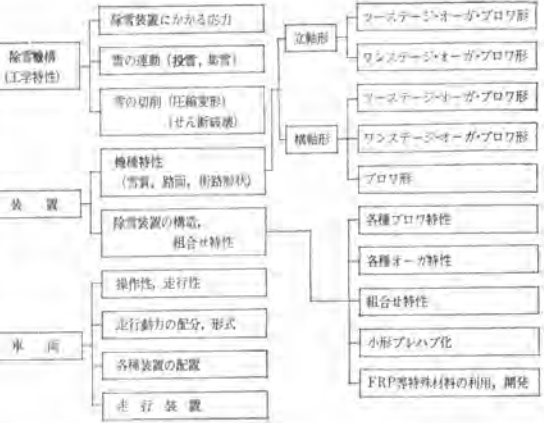 除雪機構
(工学特性)
除雪装置にかかる応力
雪の運動 (投雪, 集雪)
雪の切削 (圧縮変形)
(せん断破壊)
装 置
機種特性
(雪質, 路面, 街路形状)
除雪装置の構造,
組合せ特性
車 両
操作性, 走行性
走行動力の配分, 形式
各種装置の配置
走 行 装 置
立軸形
ツーステージ・オーガ・ブロワ形
ワンステージ・オーガ・ブロワ形
横軸形
ツーステージ・オーガ・ブロワ形
ワンステージ・オーガ・ブロワ形
ブロワ形
各種ブロワ特性
各種オーガ特性
組合せ特性
小形プレハブ化
FRP等特殊材料の利用, 開発